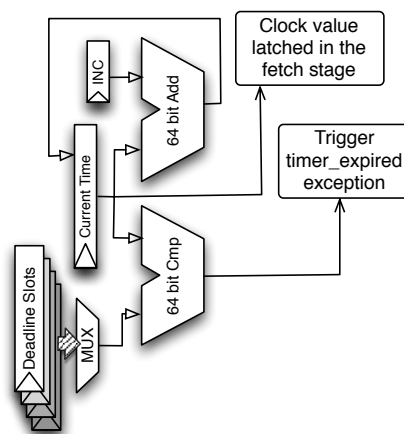 Clock value
latched in the
fetch stage
INC
64 bit Add
Trigger
timer_expired
exception
Current Time
64 bit Cmp
Deadline Slots
MUX